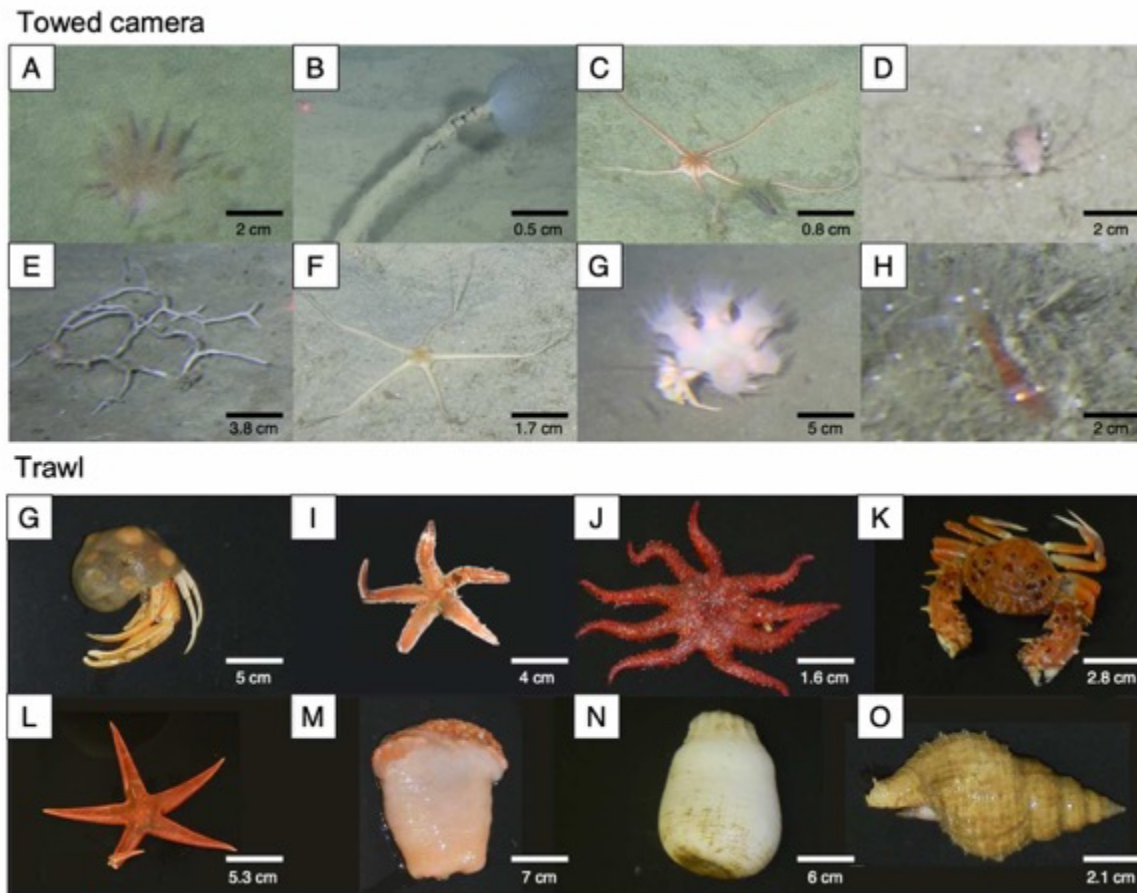 Towed camera
A B C D
2 cm 0.5 cm 0.8 cm 2 cm
E F G H
3.8 cm 1.7 cm 5 cm 2 cm
Trawl
G I J K
5 cm 4 cm 1.6 cm 2.8 cm
L M N O
5.3 cm 7 cm 6 cm 2.1 cm